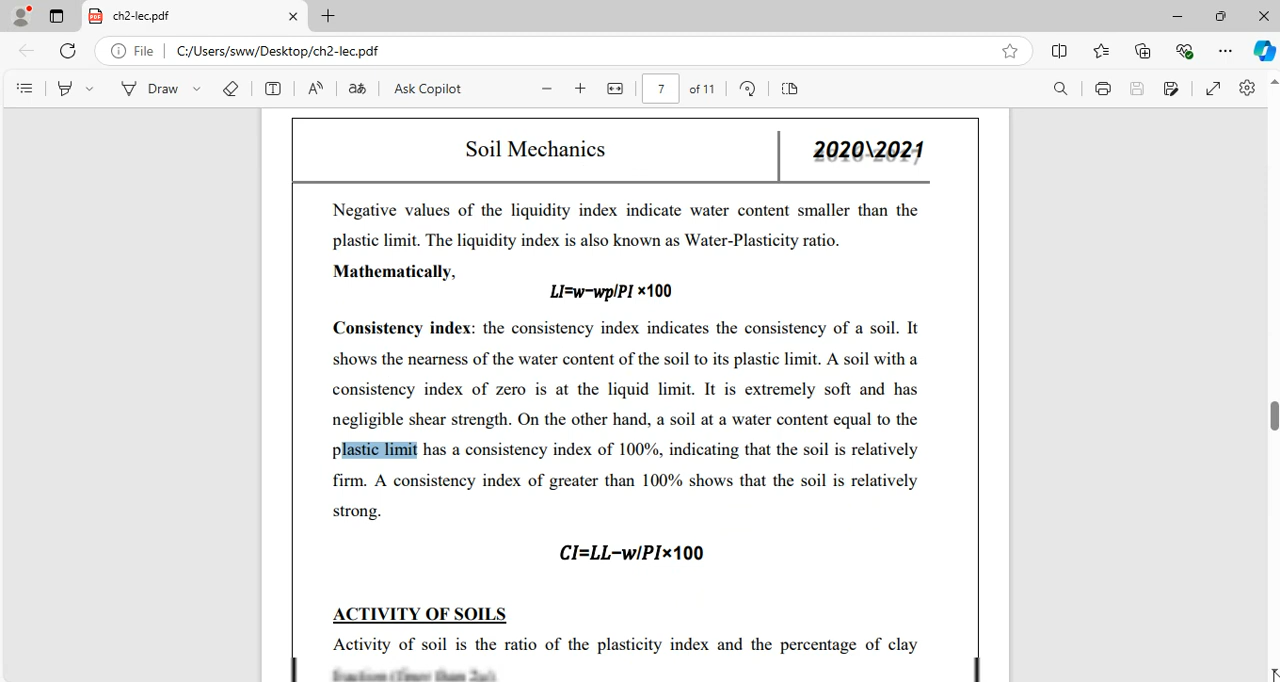 ch2-lec.pdf
File C:/Users/sww/Desktop/ch2-lec.pdf
Draw aあ Ask Copilot 7 of 11
Soil Mechanics 2020\2021
Negative values of the liquidity index indicate water content smaller than the
plastic limit. The liquidity index is also known as Water-Plasticity ratio.
Mathematically,
LI=w−wp/PI ×100
Consistency index: the consistency index indicates the consistency of a soil. It
shows the nearness of the water content of the soil to its plastic limit. A soil with a
consistency index of zero is at the liquid limit. It is extremely soft and has
negligible shear strength. On the other hand, a soil at a water content equal to the
plastic limit has a consistency index of 100%, indicating that the soil is relatively
firm. A consistency index of greater than 100% shows that the soil is relatively
strong.
CI=LL−w/PI×100
ACTIVITY OF SOILS
Activity of soil is the ratio of the plasticity index and the percentage of clay
fraction (finer than 2μ).